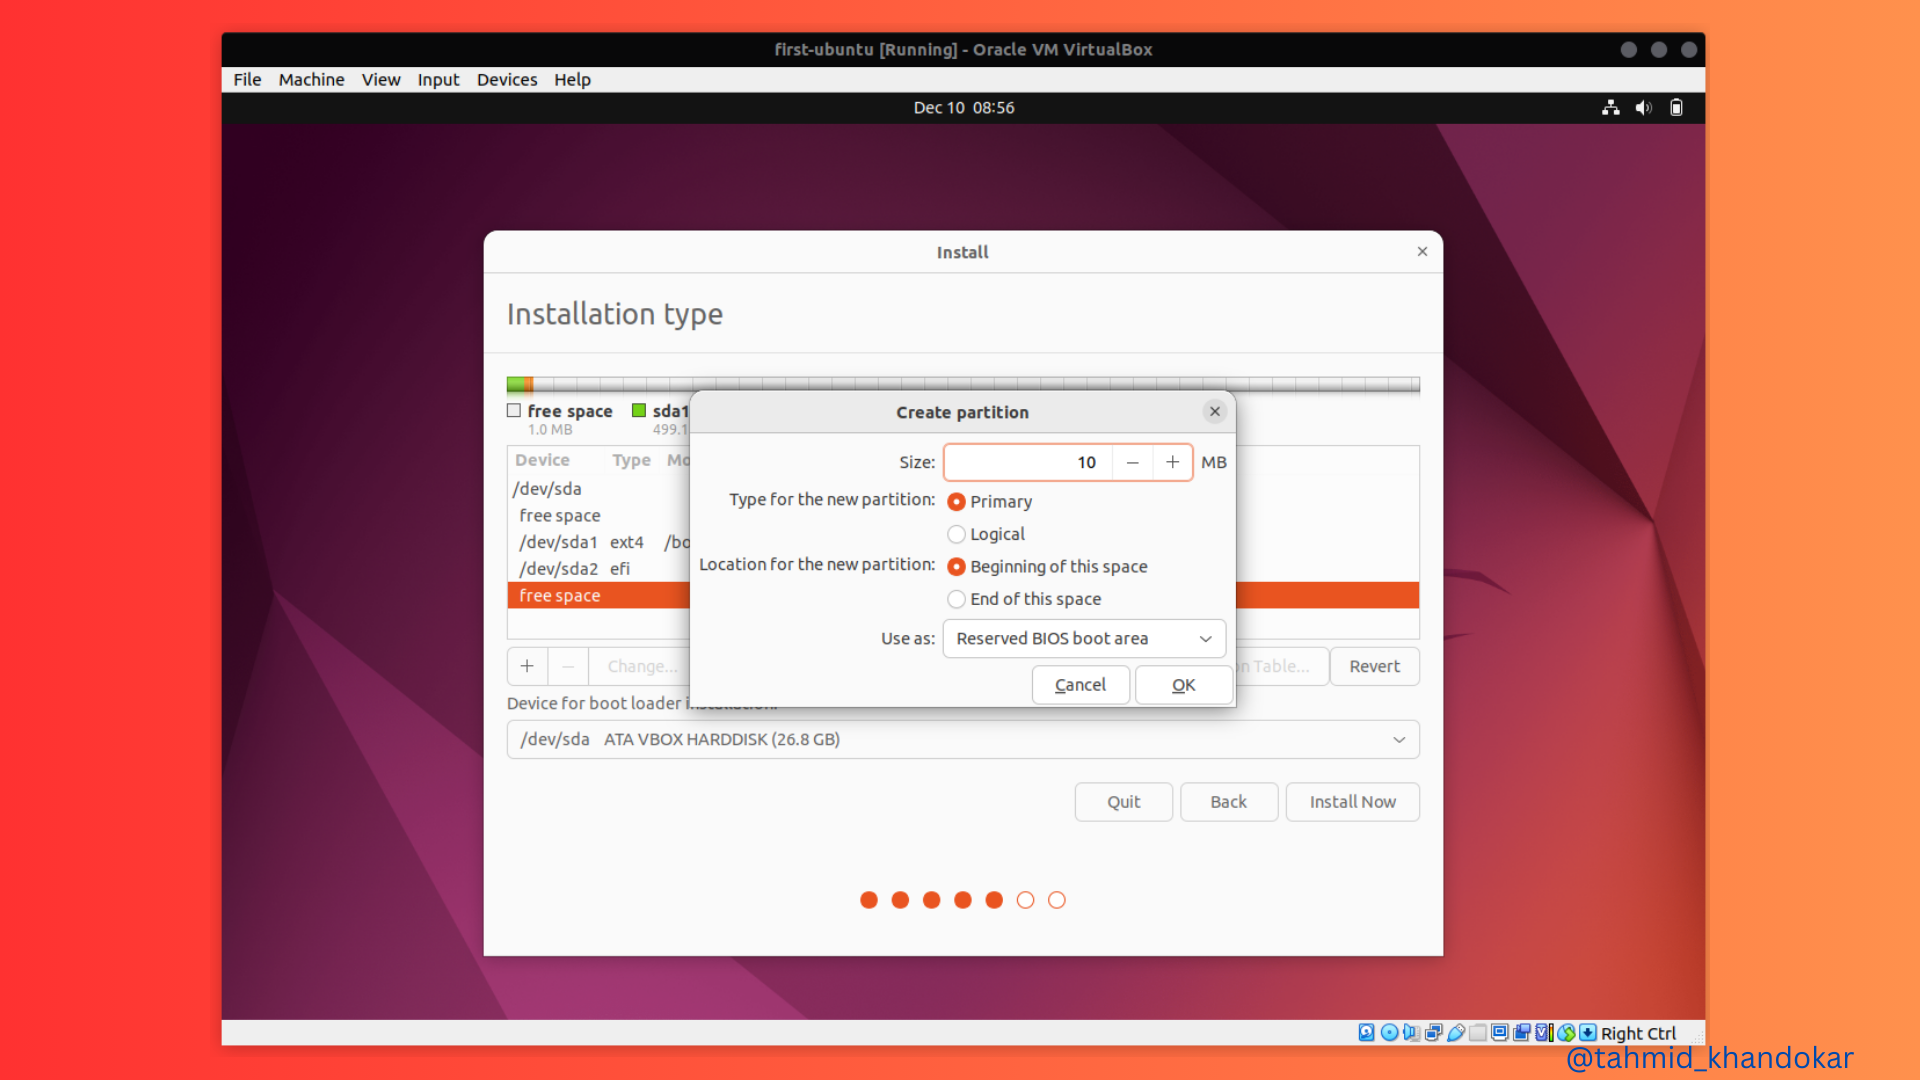 first-ubuntu [Running] - Oracle VM VirtualBox
File Machine View Input Devices Help
Dec 10 08:56
Install
Installation type
free space sda1
1.0 MB 499.1
Create partition
Size: 10 MB
Type for the new partition: Primary
Logical
Location for the new partition: Beginning of this space
End of this space
Use as: Reserved BIOS boot area
Cancel OK
Device Type Mo
/dev/sda
free space
/dev/sda1 ext4 /bo
/dev/sda2 efi
free space
+ − Change... n Table... Revert
Device for boot loader installation:
/dev/sda ATA VBOX HARDDISK (26.8 GB)
Quit Back Install Now
Right Ctrl
@tahmid_khandokar